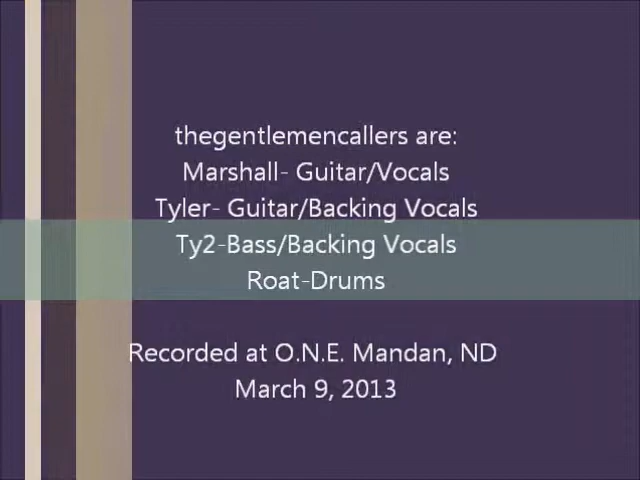 thegentlemencallers are:
Marshall- Guitar/Vocals
Tyler- Guitar/Backing Vocals
Ty2-Bass/Backing Vocals
Roat-Drums
Recorded at O.N.E. Mandan, ND
March 9, 2013